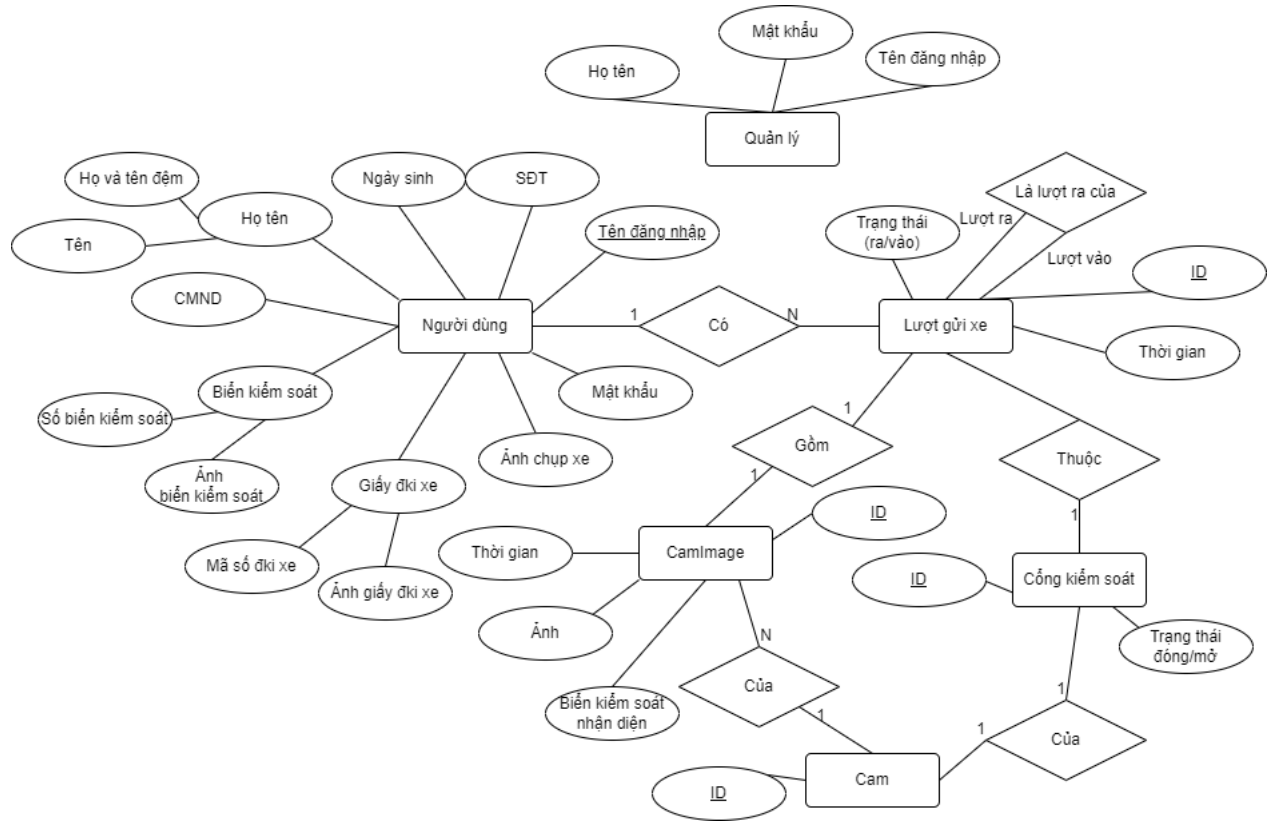 Mật khẩu
Họ tên
Tên đăng nhập
Quản lý
Họ và tên đệm
Ngày sinh
SĐT
Là lượt ra của
Họ tên
Tên
Tên đăng nhập
Trạng thái
(ra/vào)
Lượt ra
Lượt vào
ID
CMND
Người dùng
1
Có
N
Lượt gửi xe
Thời gian
Biển kiểm soát
Mật khẩu
Số biển kiểm soát
1
Gồm
1
Thuộc
Ảnh
biển kiểm soát
Giấy đki xe
Ảnh chụp xe
ID
1
Thời gian
CamImage
Mã số đki xe
Ảnh giấy đki xe
ID
Cổng kiểm soát
Ảnh
N
Trạng thái
đóng/mở
Của
1
Biển kiểm soát
nhận diện
1
1
Của
ID
Cam